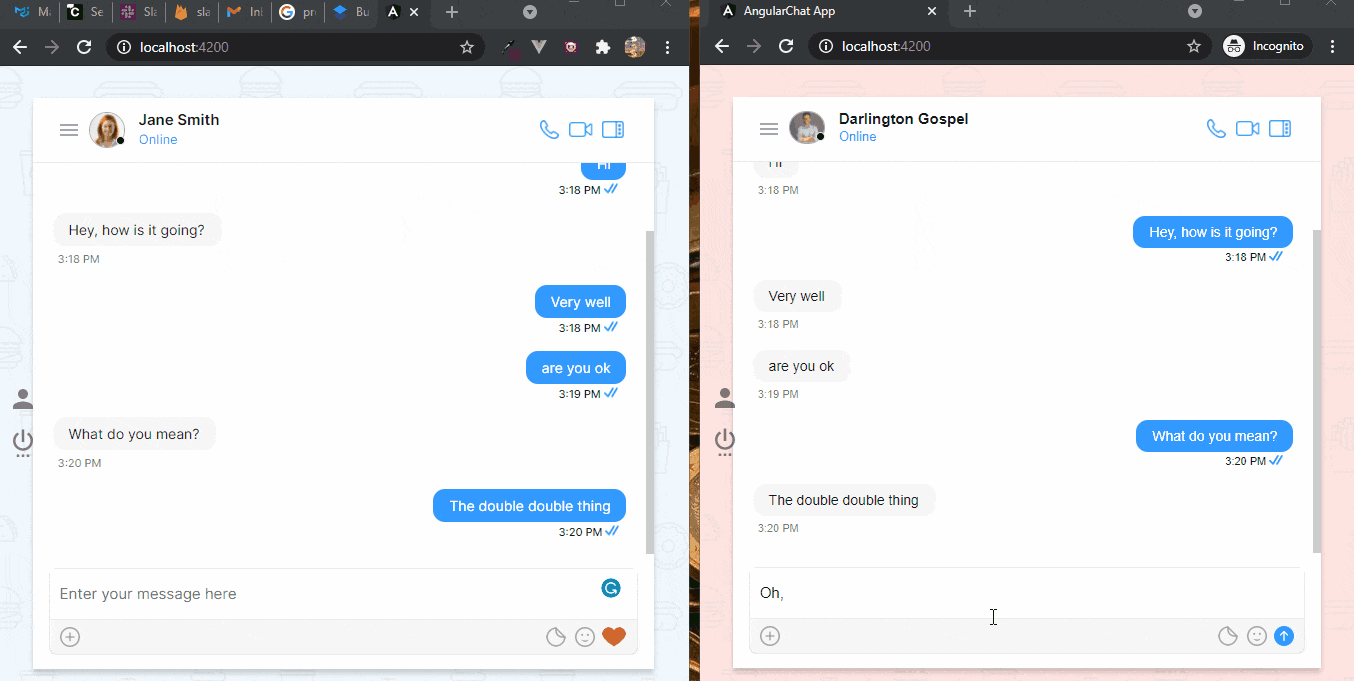 Se
Sla
sla
Bu
localhost:4200
Jane Smith
Online
Hi
3:18 PM
Hey, how is it going?
3:18 PM
Very well
3:18 PM
are you ok
3:19 PM
What do you mean?
3:20 PM
The double double thing
3:20 PM
Enter your message here
AngularChat App
localhost:4200
Incognito
Darlington Gospel
Online
Hi
3:18 PM
Hey, how is it going?
3:18 PM
Very well
3:18 PM
are you ok
3:19 PM
What do you mean?
3:20 PM
The double double thing
3:20 PM
Oh,